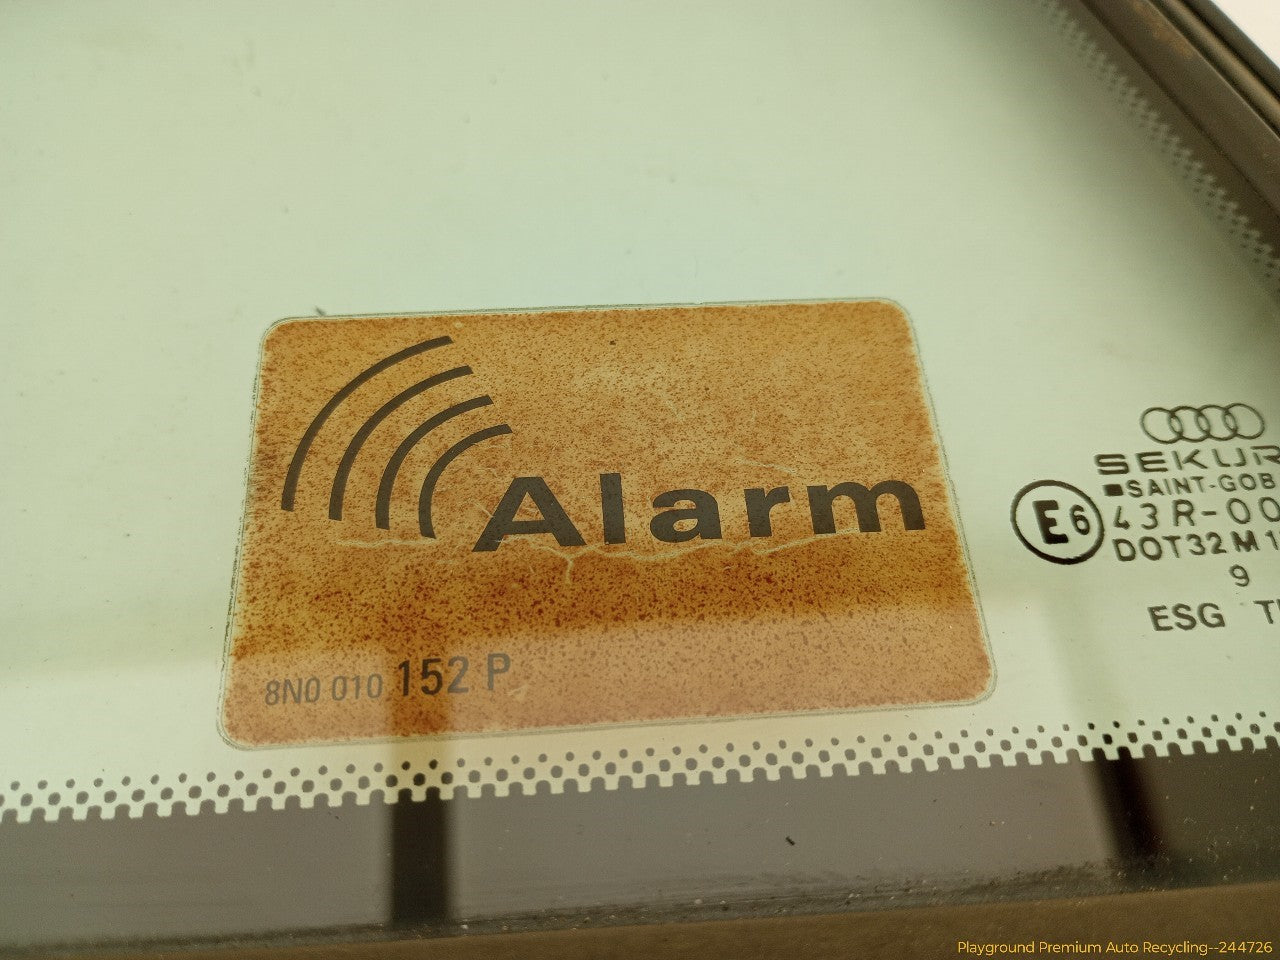 Alarm
8N0 010 152 P
SEKUR
SAINT-GOB
E6
43R-00
DOT32 M1
9
ESG
Playground Premium Auto Recycling--244726